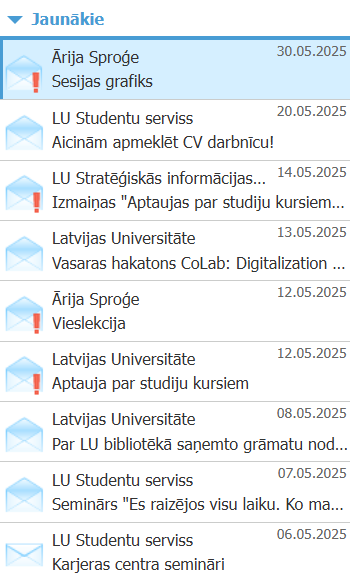 Jaunākie
Ārija Sproģe 30.05.2025
Sesijas grafiks
LU Studentu serviss 20.05.2025
Aicinām apmeklēt CV darbnīcu!
LU Stratēģiskās informācijas... 14.05.2025
Izmaiņas "Aptaujas par studiju kursiem...
Latvijas Universitāte 13.05.2025
Vasaras hakatons CoLab: Digitalization ...
Ārija Sproģe 12.05.2025
Vieslekcija
Latvijas Universitāte 12.05.2025
Aptauja par studiju kursiem
Latvijas Universitāte 08.05.2025
Par LU bibliotēkā saņemto grāmatu nod...
LU Studentu serviss 07.05.2025
Seminārs "Es raizējos visu laiku. Ko ma...
LU Studentu serviss 06.05.2025
Karjeras centra semināri